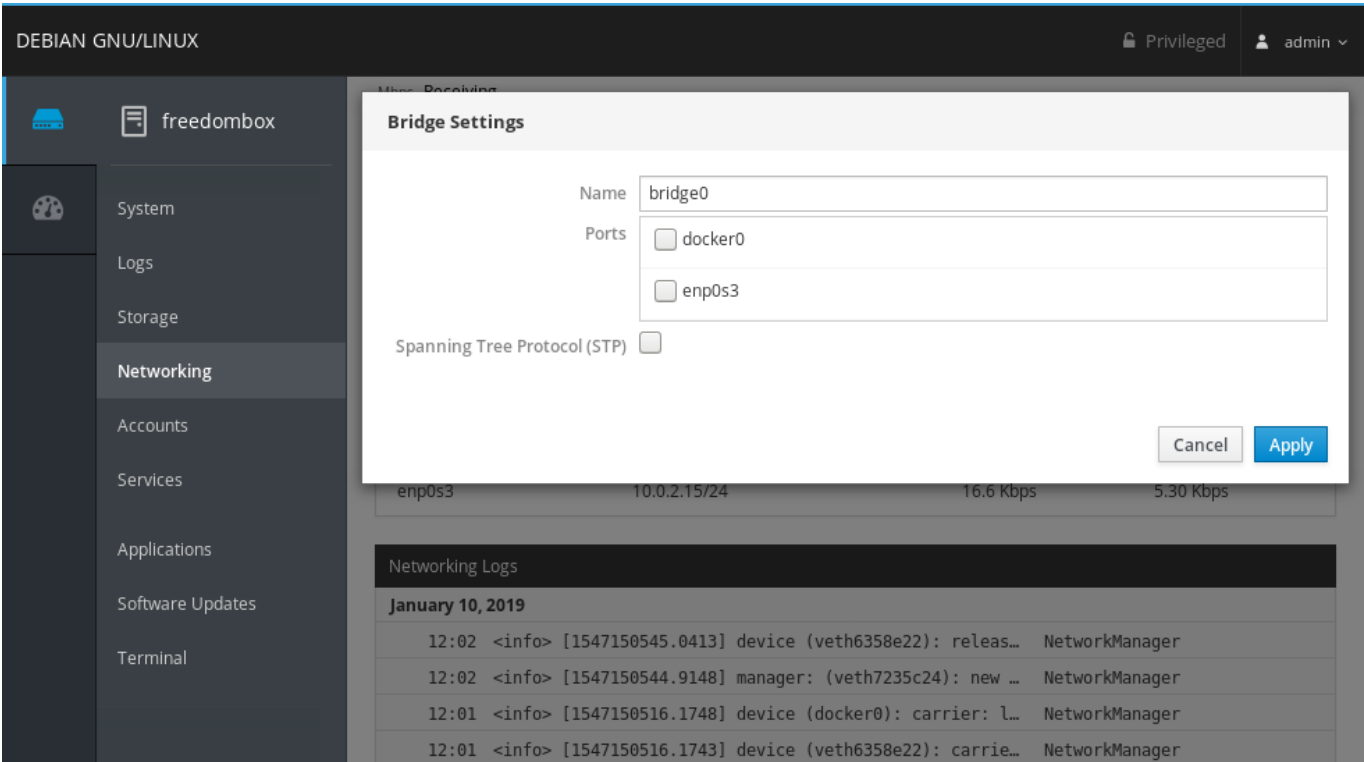 DEBIAN GNU/LINUX
Privileged
admin
freedombox
System
Logs
Storage
Networking
Accounts
Services
Applications
Software Updates
Terminal
Mbps Receiving
Bridge Settings
Name bridge0
Ports docker0
enp0s3
Spanning Tree Protocol (STP)
Cancel Apply
enp0s3 10.0.2.15/24 16.6 Kbps 5.30 Kbps
Networking Logs
January 10, 2019
12:02 <info> [1547150545.0413] device (veth6358e22): releas… NetworkManager
12:02 <info> [1547150544.9148] manager: (veth7235c24): new … NetworkManager
12:01 <info> [1547150516.1748] device (docker0): carrier: l… NetworkManager
12:01 <info> [1547150516.1743] device (veth6358e22): carrie… NetworkManager